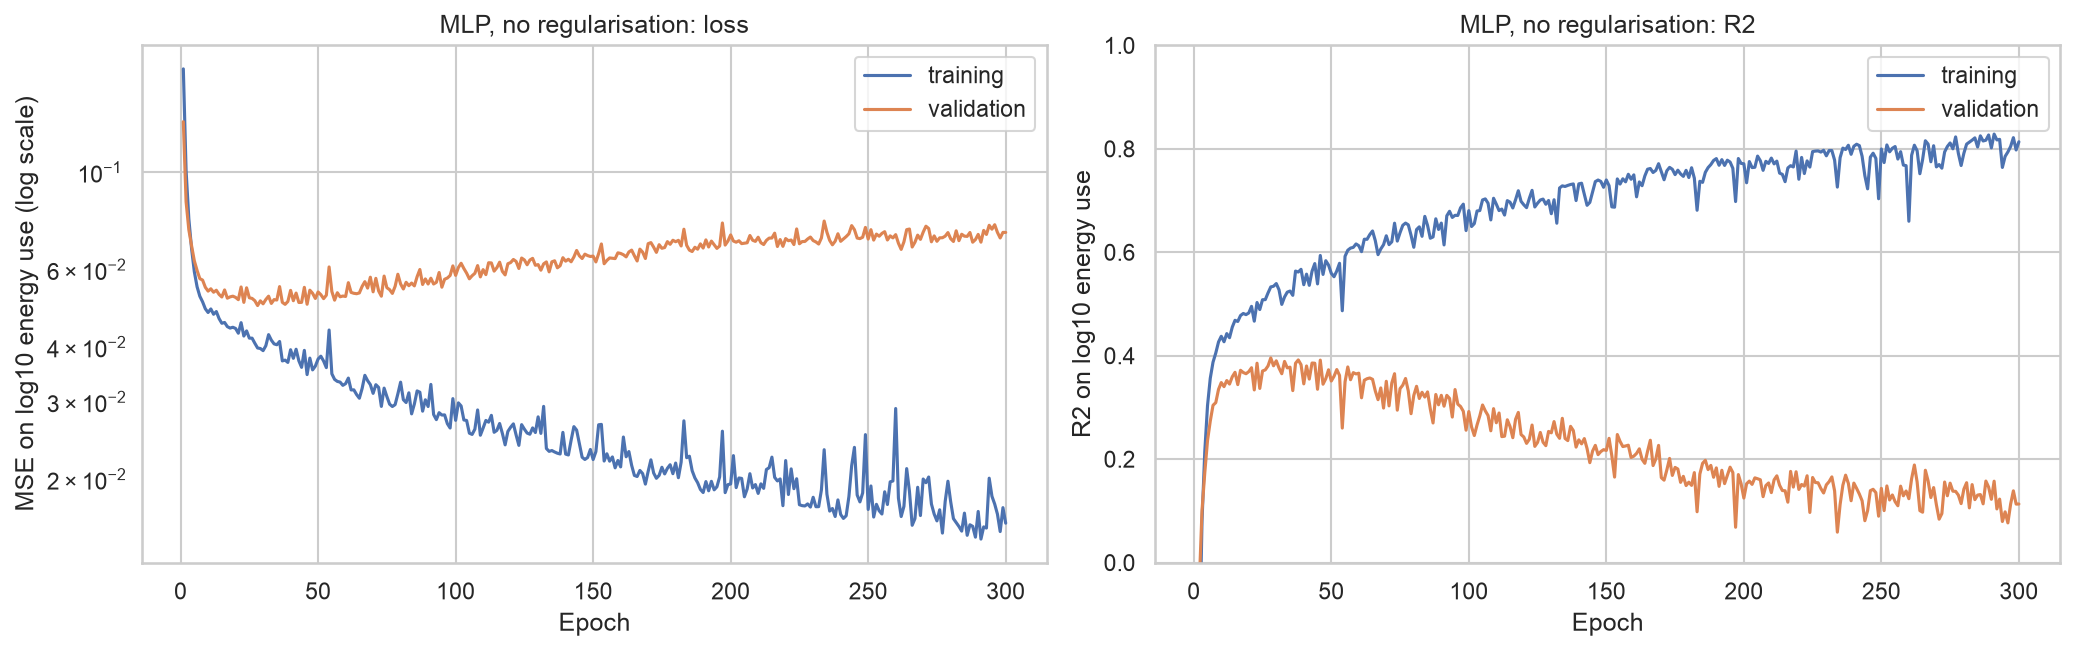 MLP, no regularisation: loss
MSE on log10 energy use (log scale)
10⁻¹
6 × 10⁻²
4 × 10⁻²
3 × 10⁻²
2 × 10⁻²
training
validation
0 50 100 150 200 250 300
Epoch
MLP, no regularisation: R2
R2 on log10 energy use
1.0
0.8
0.6
0.4
0.2
0.0
training
validation
0 50 100 150 200 250 300
Epoch